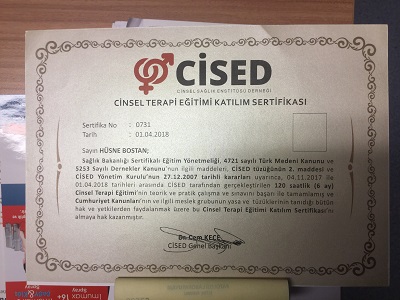 CİSED
CİNSEL SAĞLIK ENSTİTÜSÜ DERNEĞİ
CİNSEL TERAPİ EĞİTİMİ KATILIM SERTİFİKASI
Sertifika No : 0731
Tarih : 01.04.2018
Sayın HÜSNE BOSTAN;
Sağlık Bakanlığı Sertifikalı Eğitim Yönetmeliği, 4721 sayılı Türk Medeni Kanunu ve
5253 Sayılı Dernekler Kanunu'nun ilgili maddeleri, CİSED tüzüğünün 2. maddesi ve
CİSED Yönetim Kurulu'nun 27.12.2007 tarihli kararları uyarınca, 04.11.2017 ile
01.04.2018 tarihleri arasında CİSED tarafından gerçekleştirilen 120 saatlik (6 ay)
Cinsel Terapi Eğitimi'nin teorik ve pratik çalışma ve sınavını başarı ile tamamlamış ve
Cumhuriyet Kanunları'nın ve ilgili meslek grubunun yasa ve tüzüklerinin tanıdığı bütün
hak ve yetkilerden faydalandırılmak üzere bu Cinsel Terapi Eğitimi Katılım Sertifikası'nı
almaya hak kazanmıştır.
Dr. Cem KEÇE
CİSED Genel Başkanı
Spray
Spray